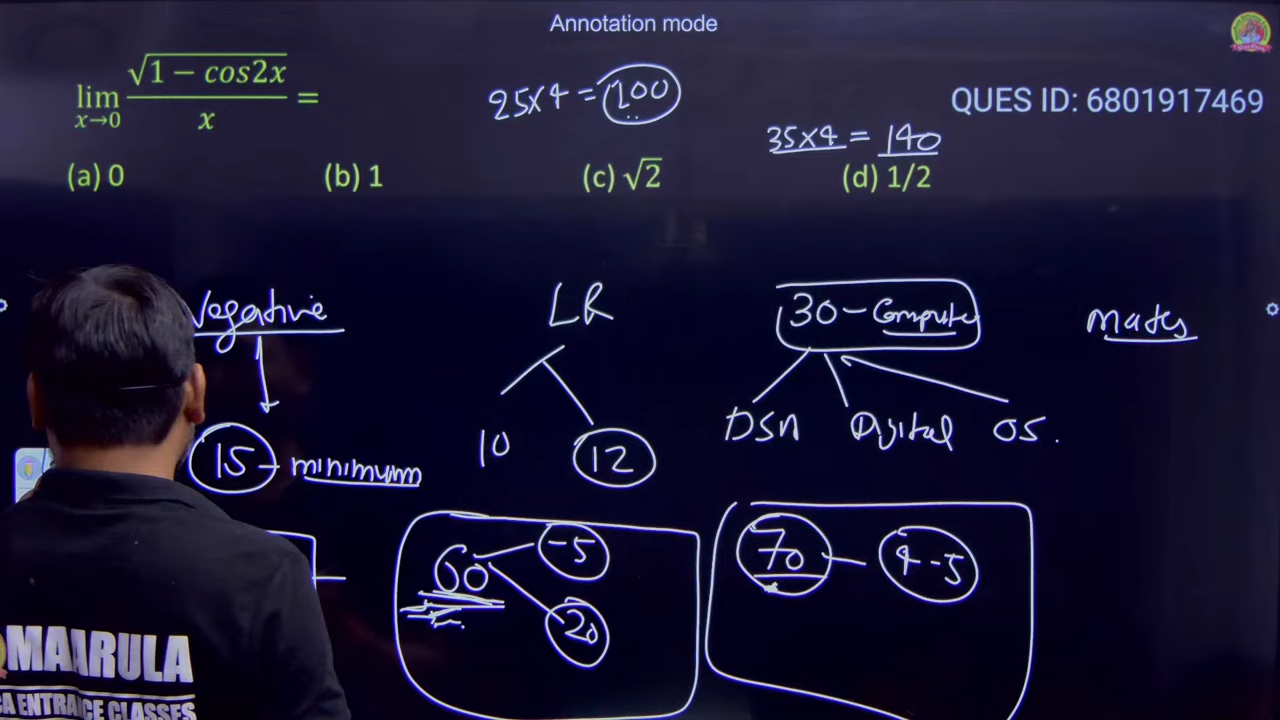 Annotation mode
lim x→0 √1 − cos2x / x =
25x4 = 100
QUES ID: 6801917469
35x4 = 140
(a) 0 (b) 1 (c) √2 (d) 1/2
Negative LR 30 - Computer maths
10 12 DSA Digital OS.
15 - minimum
60 -5 20
70 - 4-5
MAARULA
CA ENTRANCE CLASSES